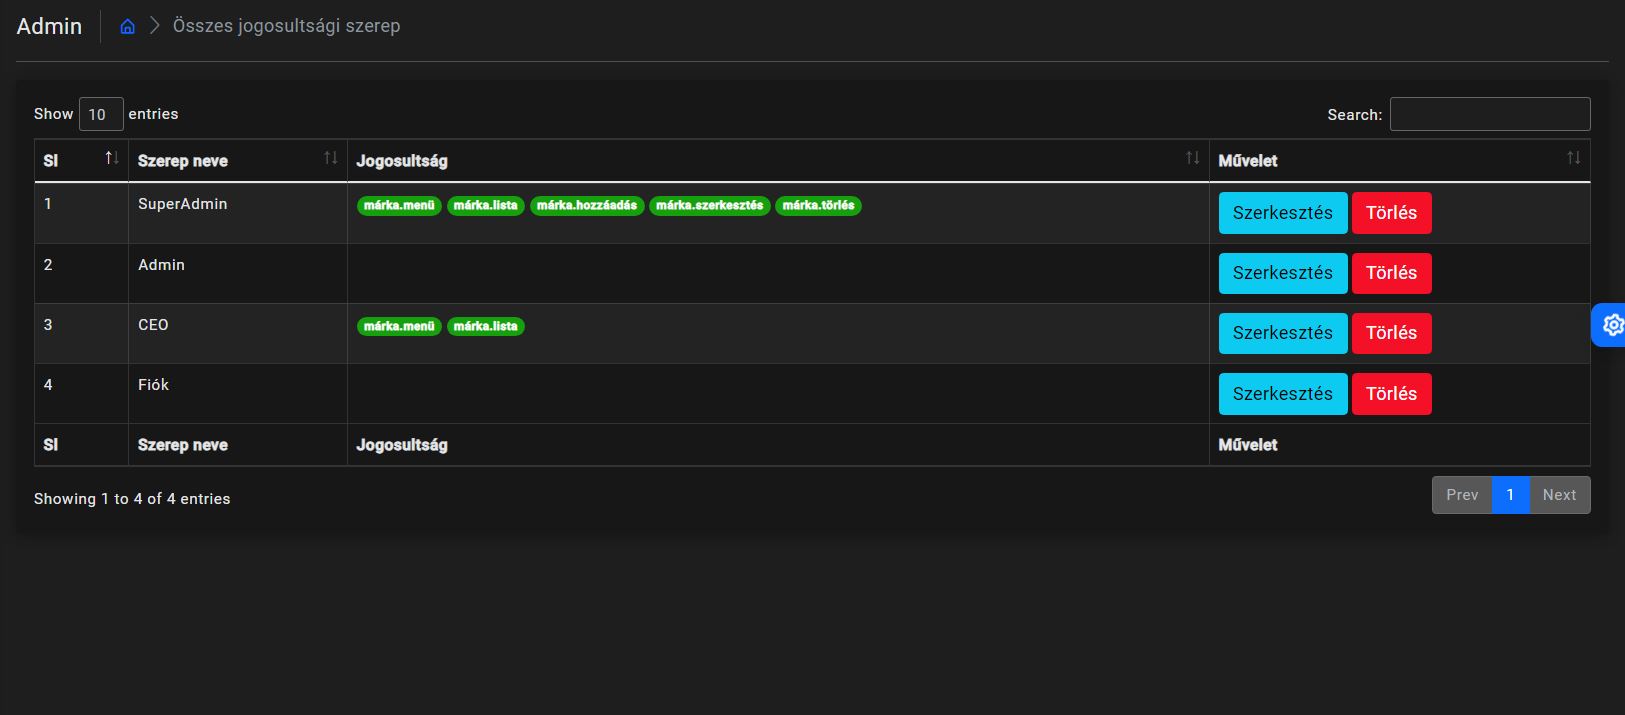 Admin Összes jogosultsági szerep
Show 10 entries Search:
Sl Szerep neve Jogosultság Művelet
1 SuperAdmin márka.menü márka.lista márka.hozzáadás márka.szerkesztés márka.törlés Szerkesztés Törlés
2 Admin Szerkesztés Törlés
3 CEO márka.menü márka.lista Szerkesztés Törlés
4 Fiók Szerkesztés Törlés
Sl Szerep neve Jogosultság Művelet
Showing 1 to 4 of 4 entries Prev 1 Next